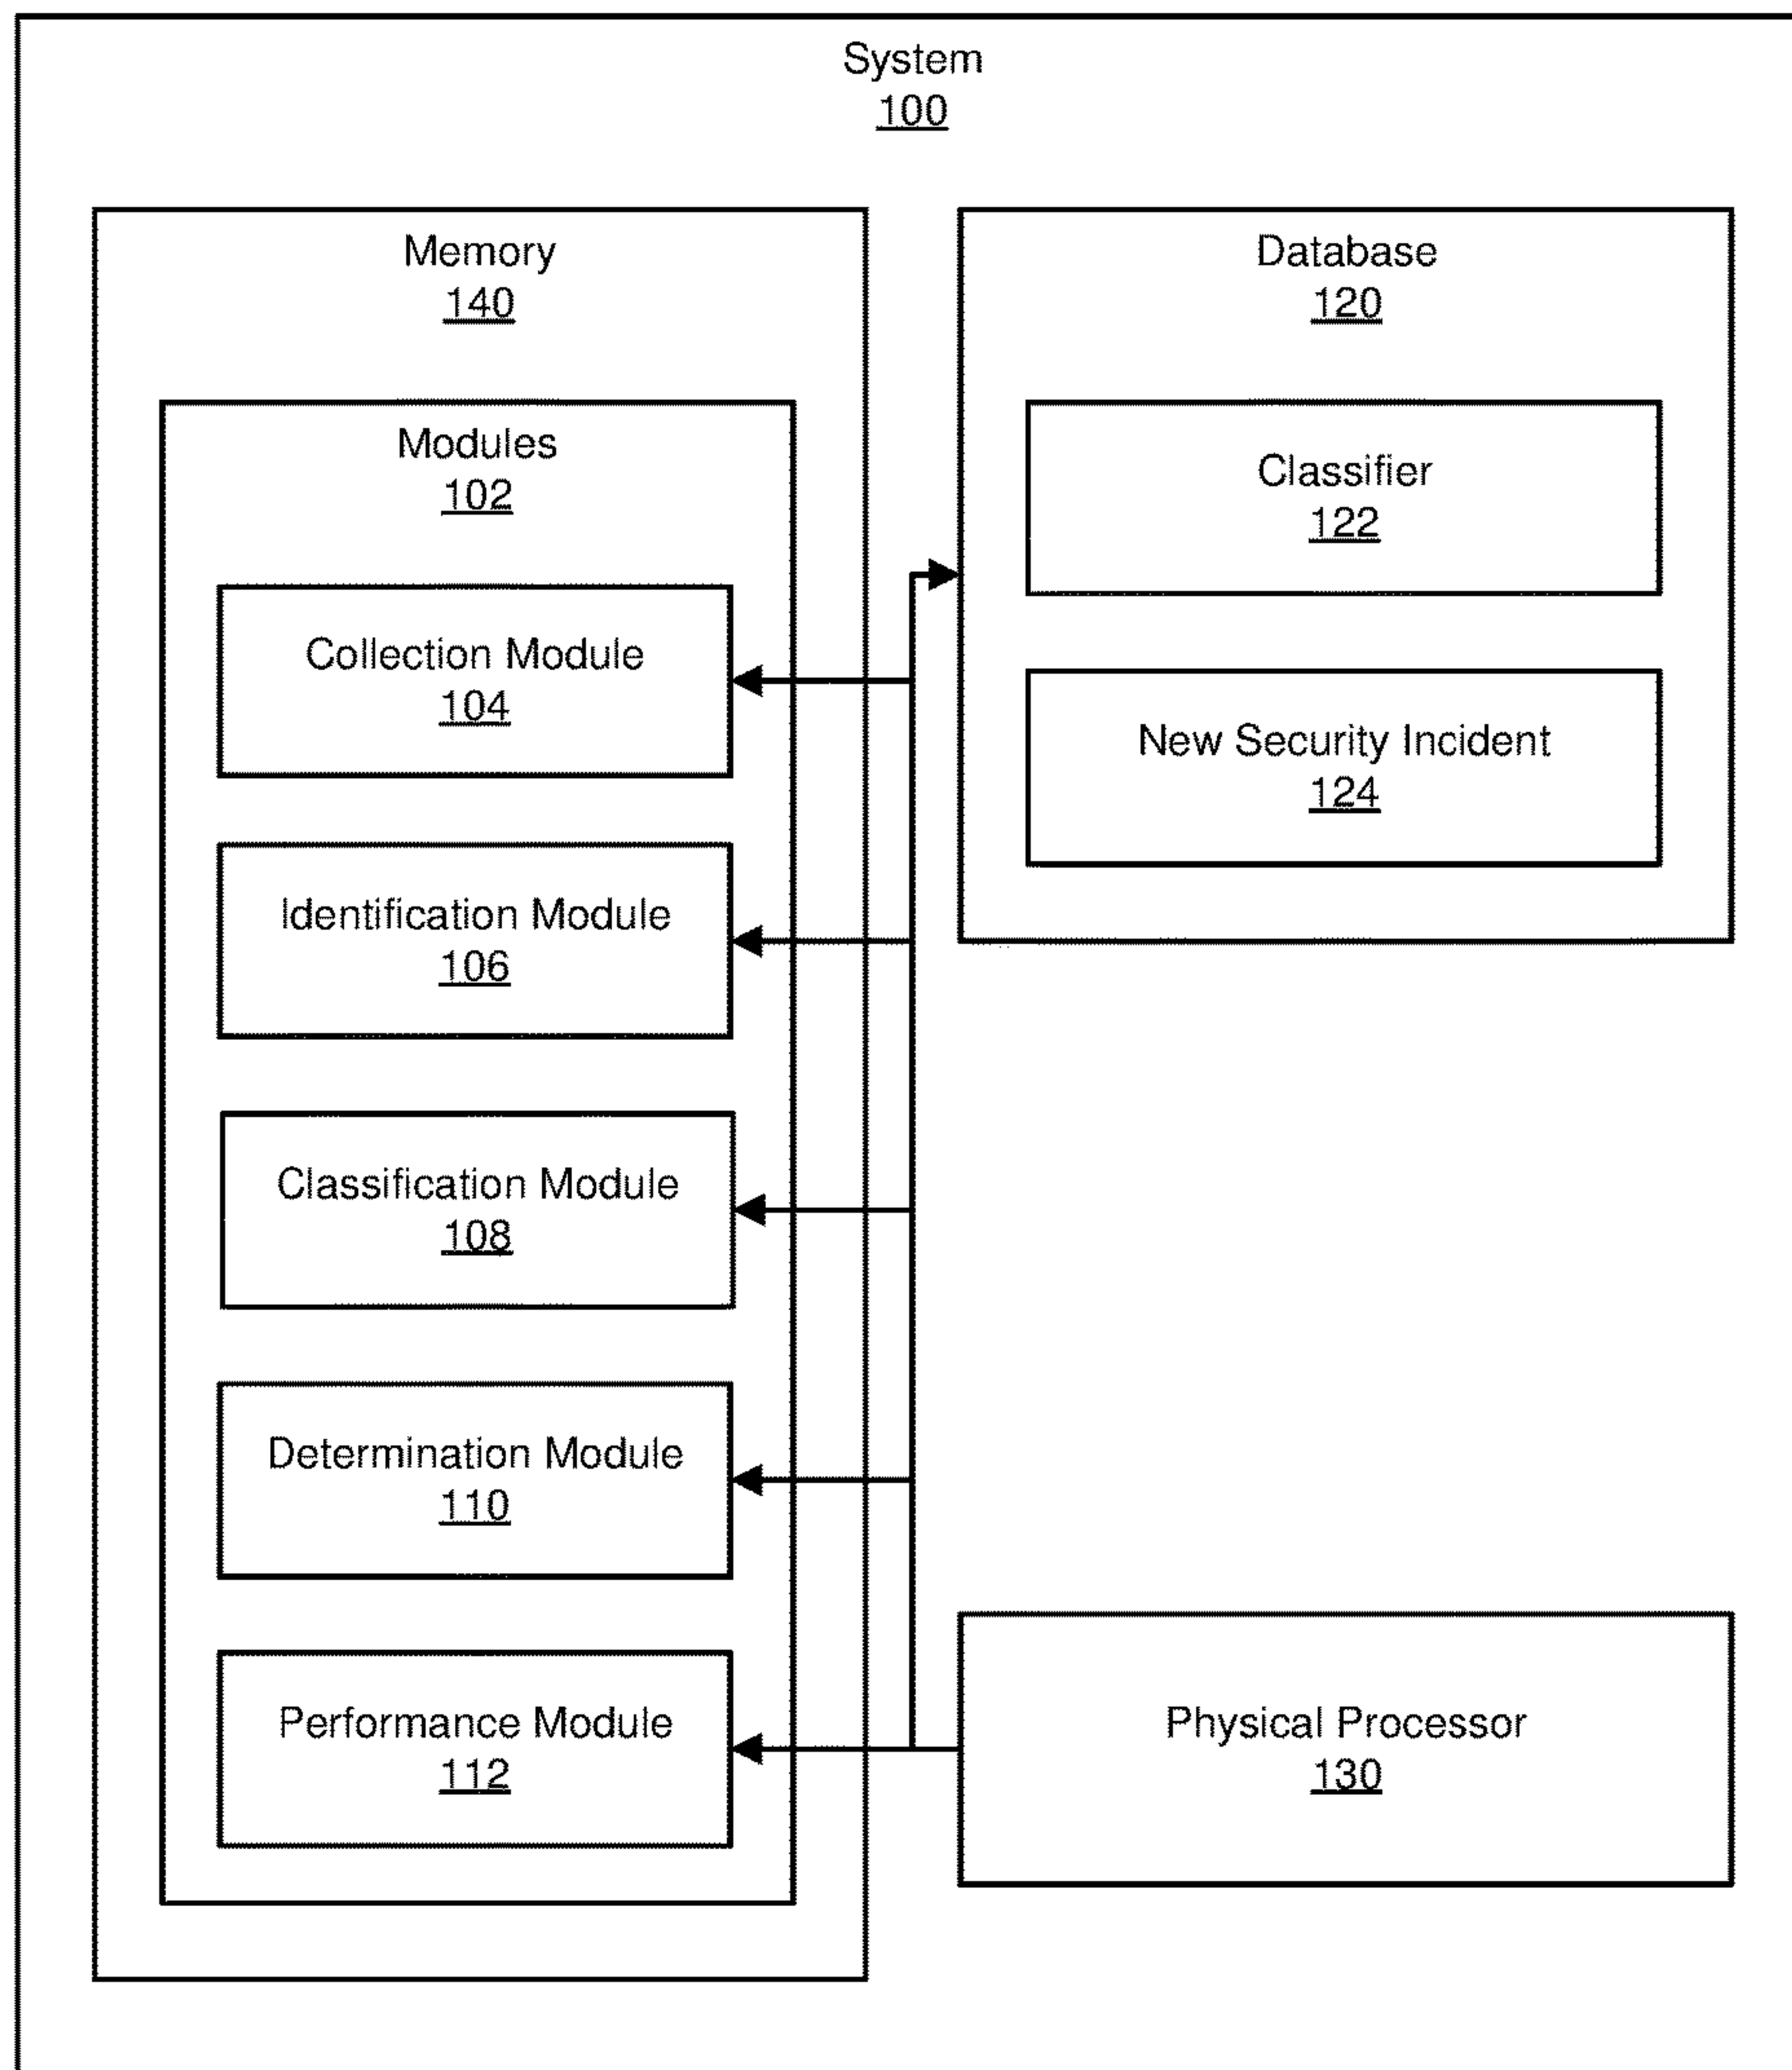 System
100
Memory
140
Modules
102
Collection Module
104
Identification Module
106
Classification Module
108
Determination Module
110
Performance Module
112
Database
120
Classifier
122
New Security Incident
124
Physical Processor
130